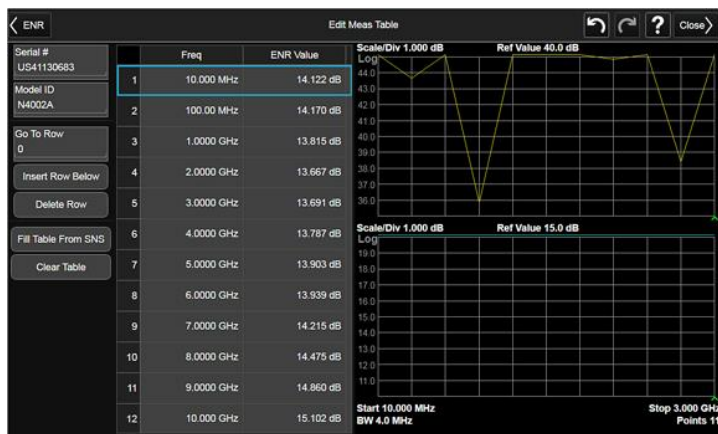 ENR
Edit Meas Table
?
Close
Serial #
US41130683
Model ID
N4002A
Go To Row
0
Insert Row Below
Delete Row
Fill Table From SNS
Clear Table
Freq ENR Value
1 10.000 MHz 14.122 dB
2 100.00 MHz 14.170 dB
3 1.0000 GHz 13.815 dB
4 2.0000 GHz 13.667 dB
5 3.0000 GHz 13.691 dB
6 4.0000 GHz 13.787 dB
7 5.0000 GHz 13.903 dB
8 6.0000 GHz 13.939 dB
9 7.0000 GHz 14.215 dB
10 8.0000 GHz 14.475 dB
11 9.0000 GHz 14.860 dB
12 10.000 GHz 15.102 dB
Scale/Div 1.000 dB Ref Value 40.0 dB
Log
44.0
43.0
42.0
41.0
40.0
39.0
38.0
37.0
36.0
Scale/Div 1.000 dB Ref Value 15.0 dB
Log
19.0
18.0
17.0
16.0
15.0
14.0
13.0
12.0
11.0
Start 10.000 MHz Stop 3.000 GHz
BW 4.0 MHz Points 11